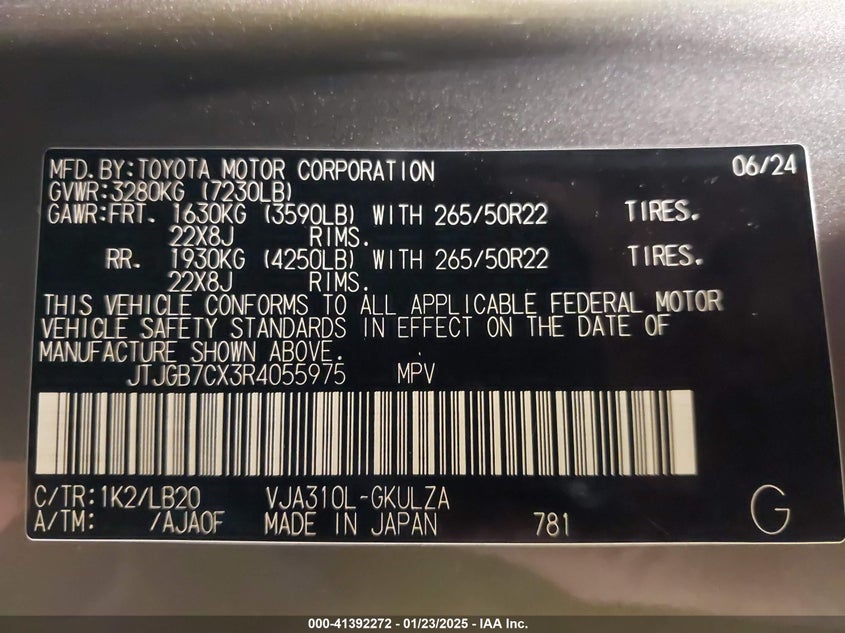 MFD.BY:TOYOTA MOTOR CORPORATION 06/24
GVWR:3280KG (7230LB)
GAWR:FRT. 1630KG (3590LB) WITH 265/50R22 TIRES.
22X8J RIMS.
RR. 1930KG (4250LB) WITH 265/50R22 TIRES.
22X8J RIMS.
THIS VEHICLE CONFORMS TO ALL APPLICABLE FEDERAL MOTOR
VEHICLE SAFETY STANDARDS IN EFFECT ON THE DATE OF
MANUFACTURE SHOWN ABOVE.
JTJGB7CX3R4055975 MPV
C/TR:1K2/LB20 VJA310L-GKULZA
A/TM: /AJA0F MADE IN JAPAN 781 G
000-41392272 - 01/23/2025 - IAA Inc.